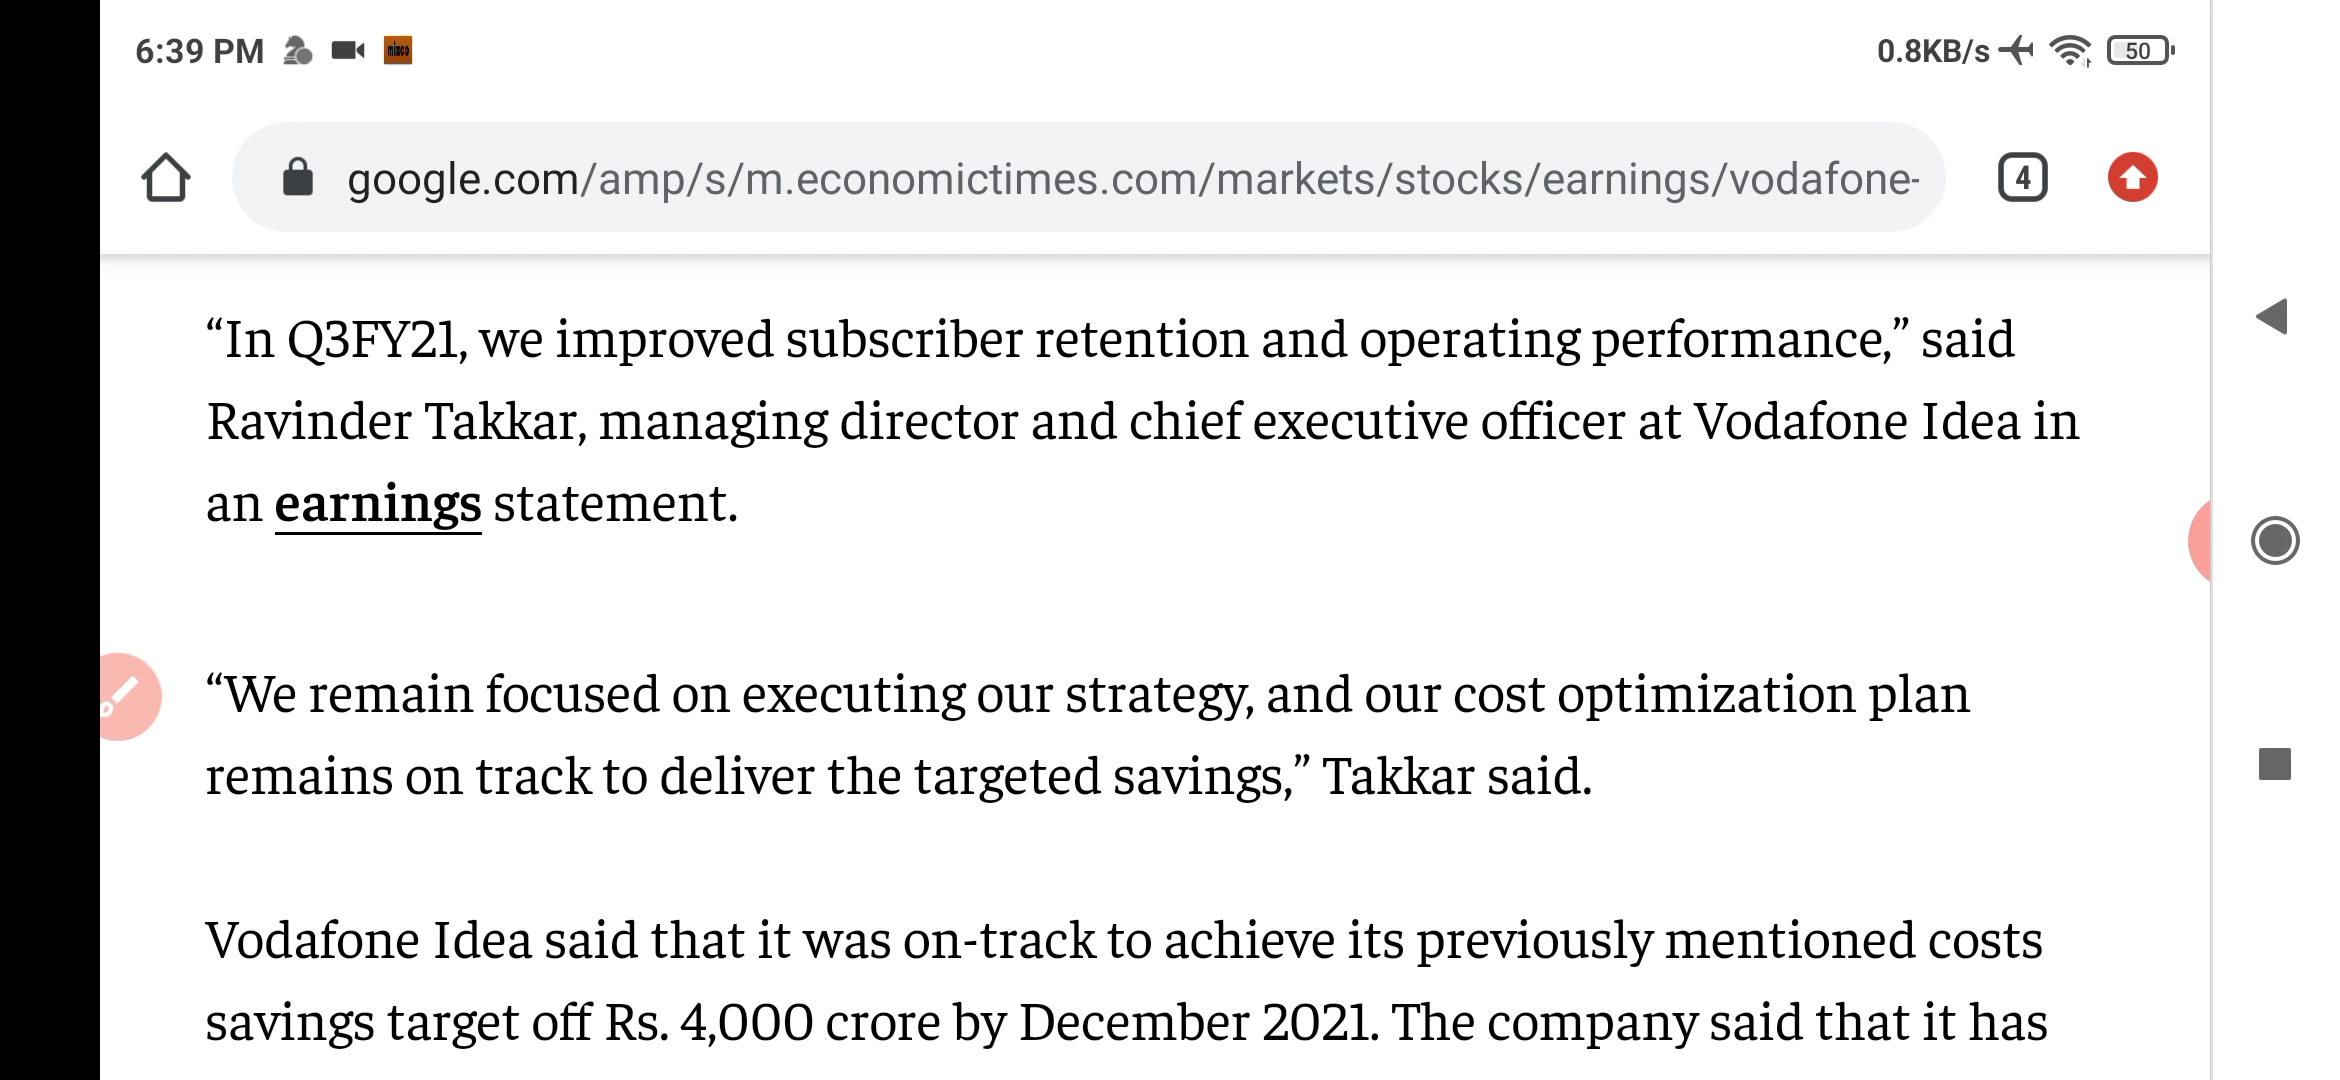 6:39 PM
0.8KB/s
50
google.com/amp/s/m.economictimes.com/markets/stocks/earnings/vodafone-
4
“In Q3FY21, we improved subscriber retention and operating performance,” said
Ravinder Takkar, managing director and chief executive officer at Vodafone Idea in
an earnings statement.
“We remain focused on executing our strategy, and our cost optimization plan
remains on track to deliver the targeted savings,” Takkar said.
Vodafone Idea said that it was on-track to achieve its previously mentioned costs
savings target off Rs. 4,000 crore by December 2021. The company said that it has